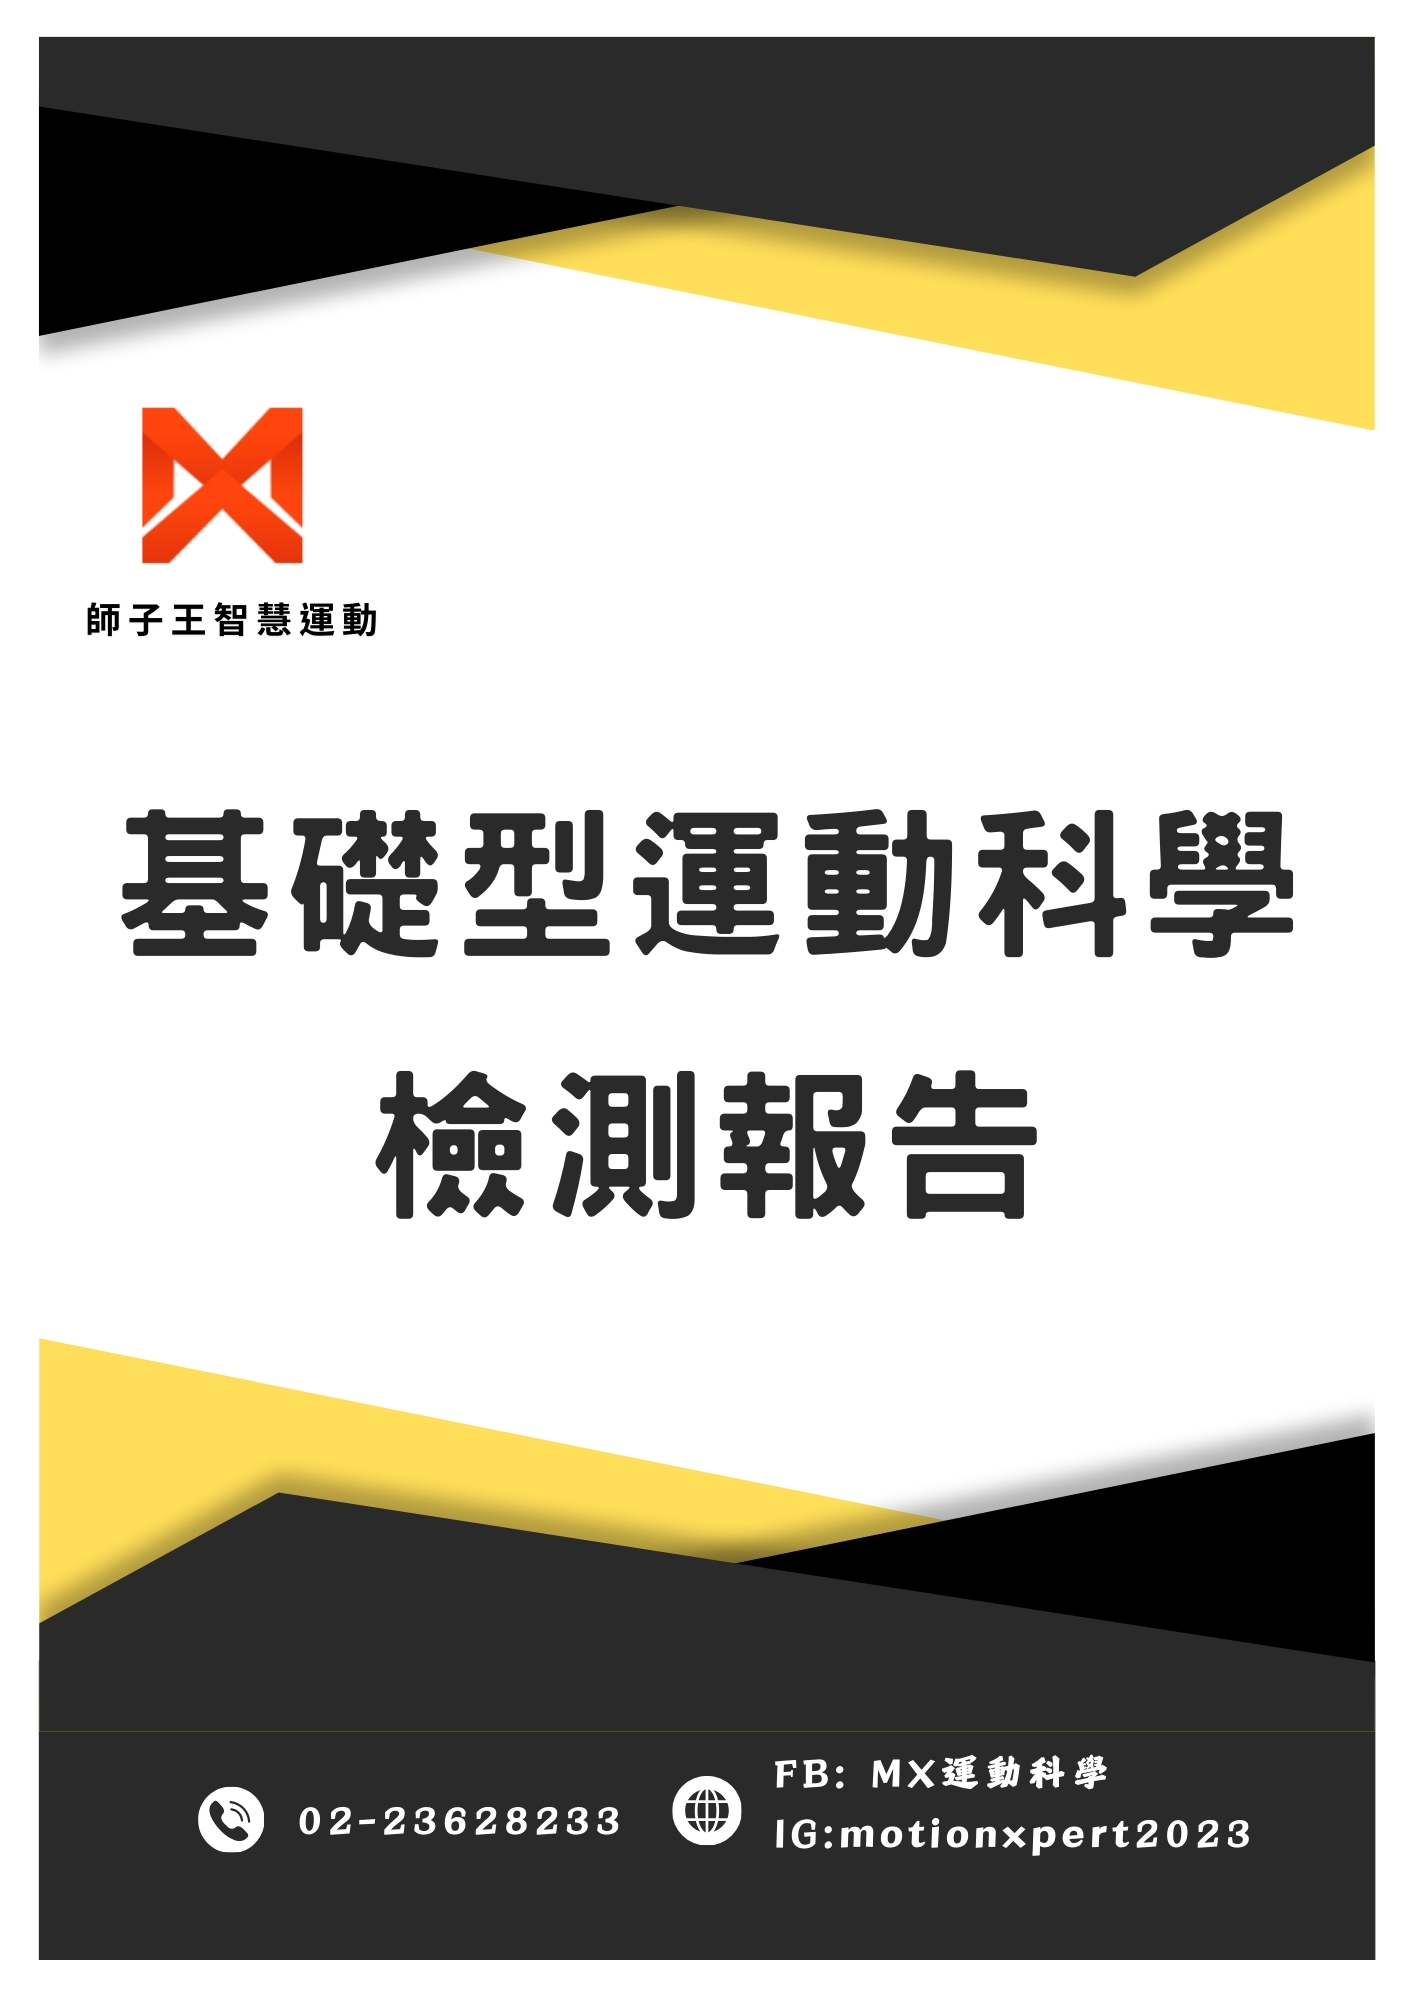 師子王智慧運動
基礎型運動科學
檢測報告
02-23628233
FB: MX運動科學
IG:motionxpert2023